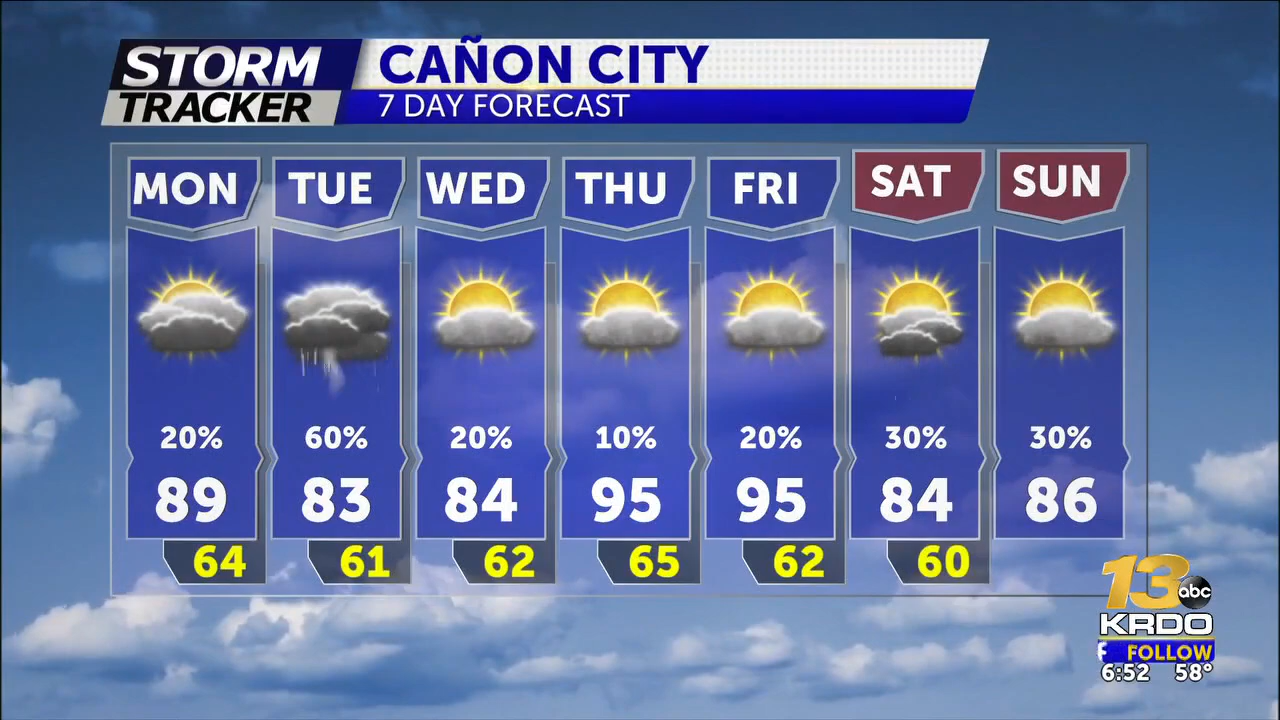 STORM
TRACKER
CAÑON CITY
7 DAY FORECAST
MON TUE WED THU FRI SAT SUN
20% 60% 20% 10% 20% 30% 30%
89 83 84 95 95 84 86
64 61 62 65 62 60
13 abc
KRDO
FOLLOW
6:52 58°